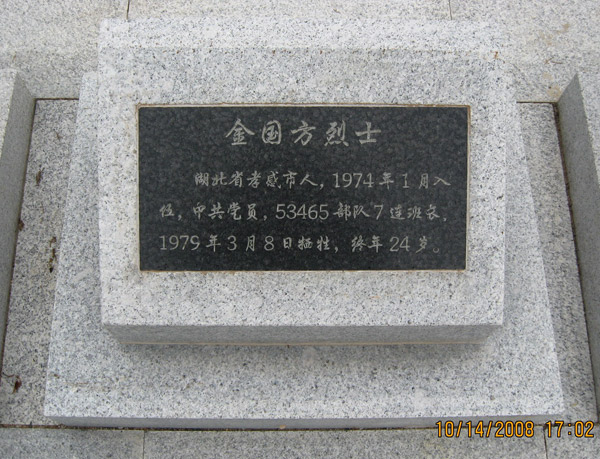 金国方烈士
湖北省孝感市人，1974年1月入
伍，中共党员，53465部队7连班长，
1979年3月8日牺牲，终年24岁。
10/14/2008 17:02